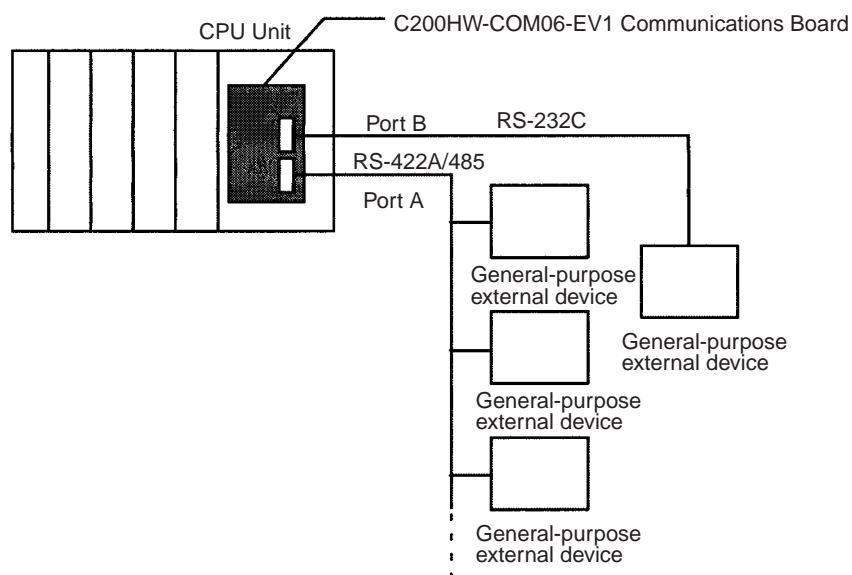 CPU Unit
C200HW-COM06-EV1 Communications Board
Port B
RS-232C
RS-422A/485
Port A
General-purpose
external device
General-purpose
external device
General-purpose
external device
General-purpose
external device